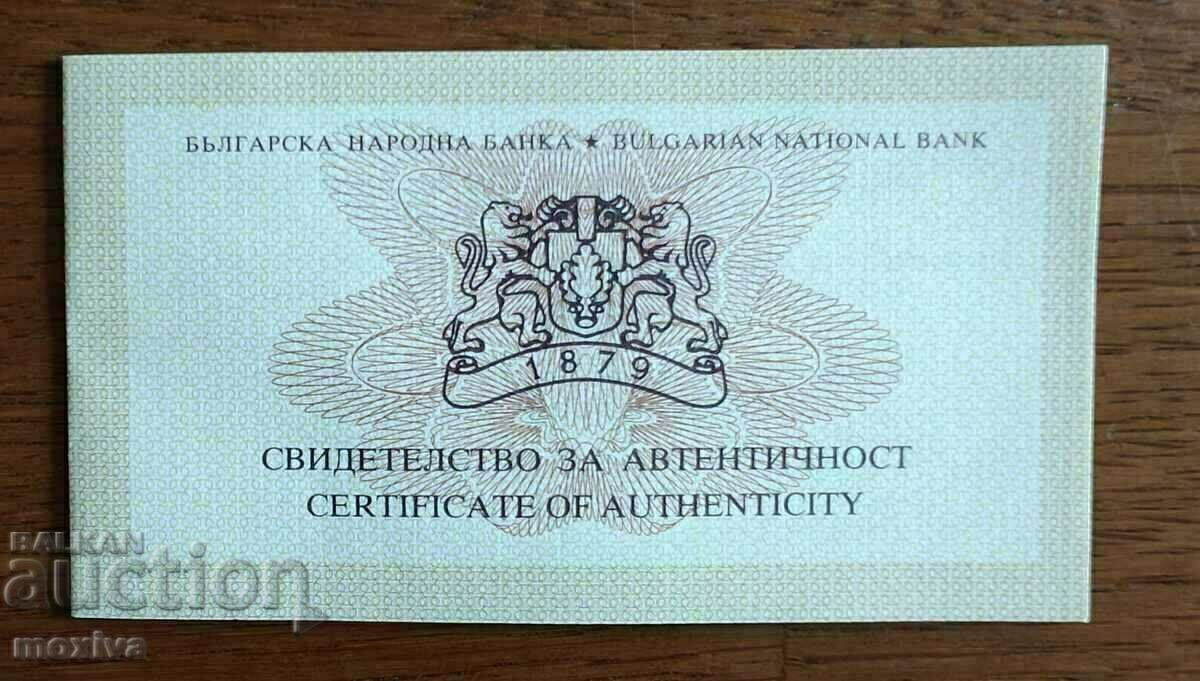 БЪЛГАРСКА НАРОДНА БАНКА ★ BULGARIAN NATIONAL BANK
1879
СВИДЕТЕЛСТВО ЗА АВТЕНТИЧНОСТ
CERTIFICATE OF AUTHENTICITY
BALKAN
auction
moxiva